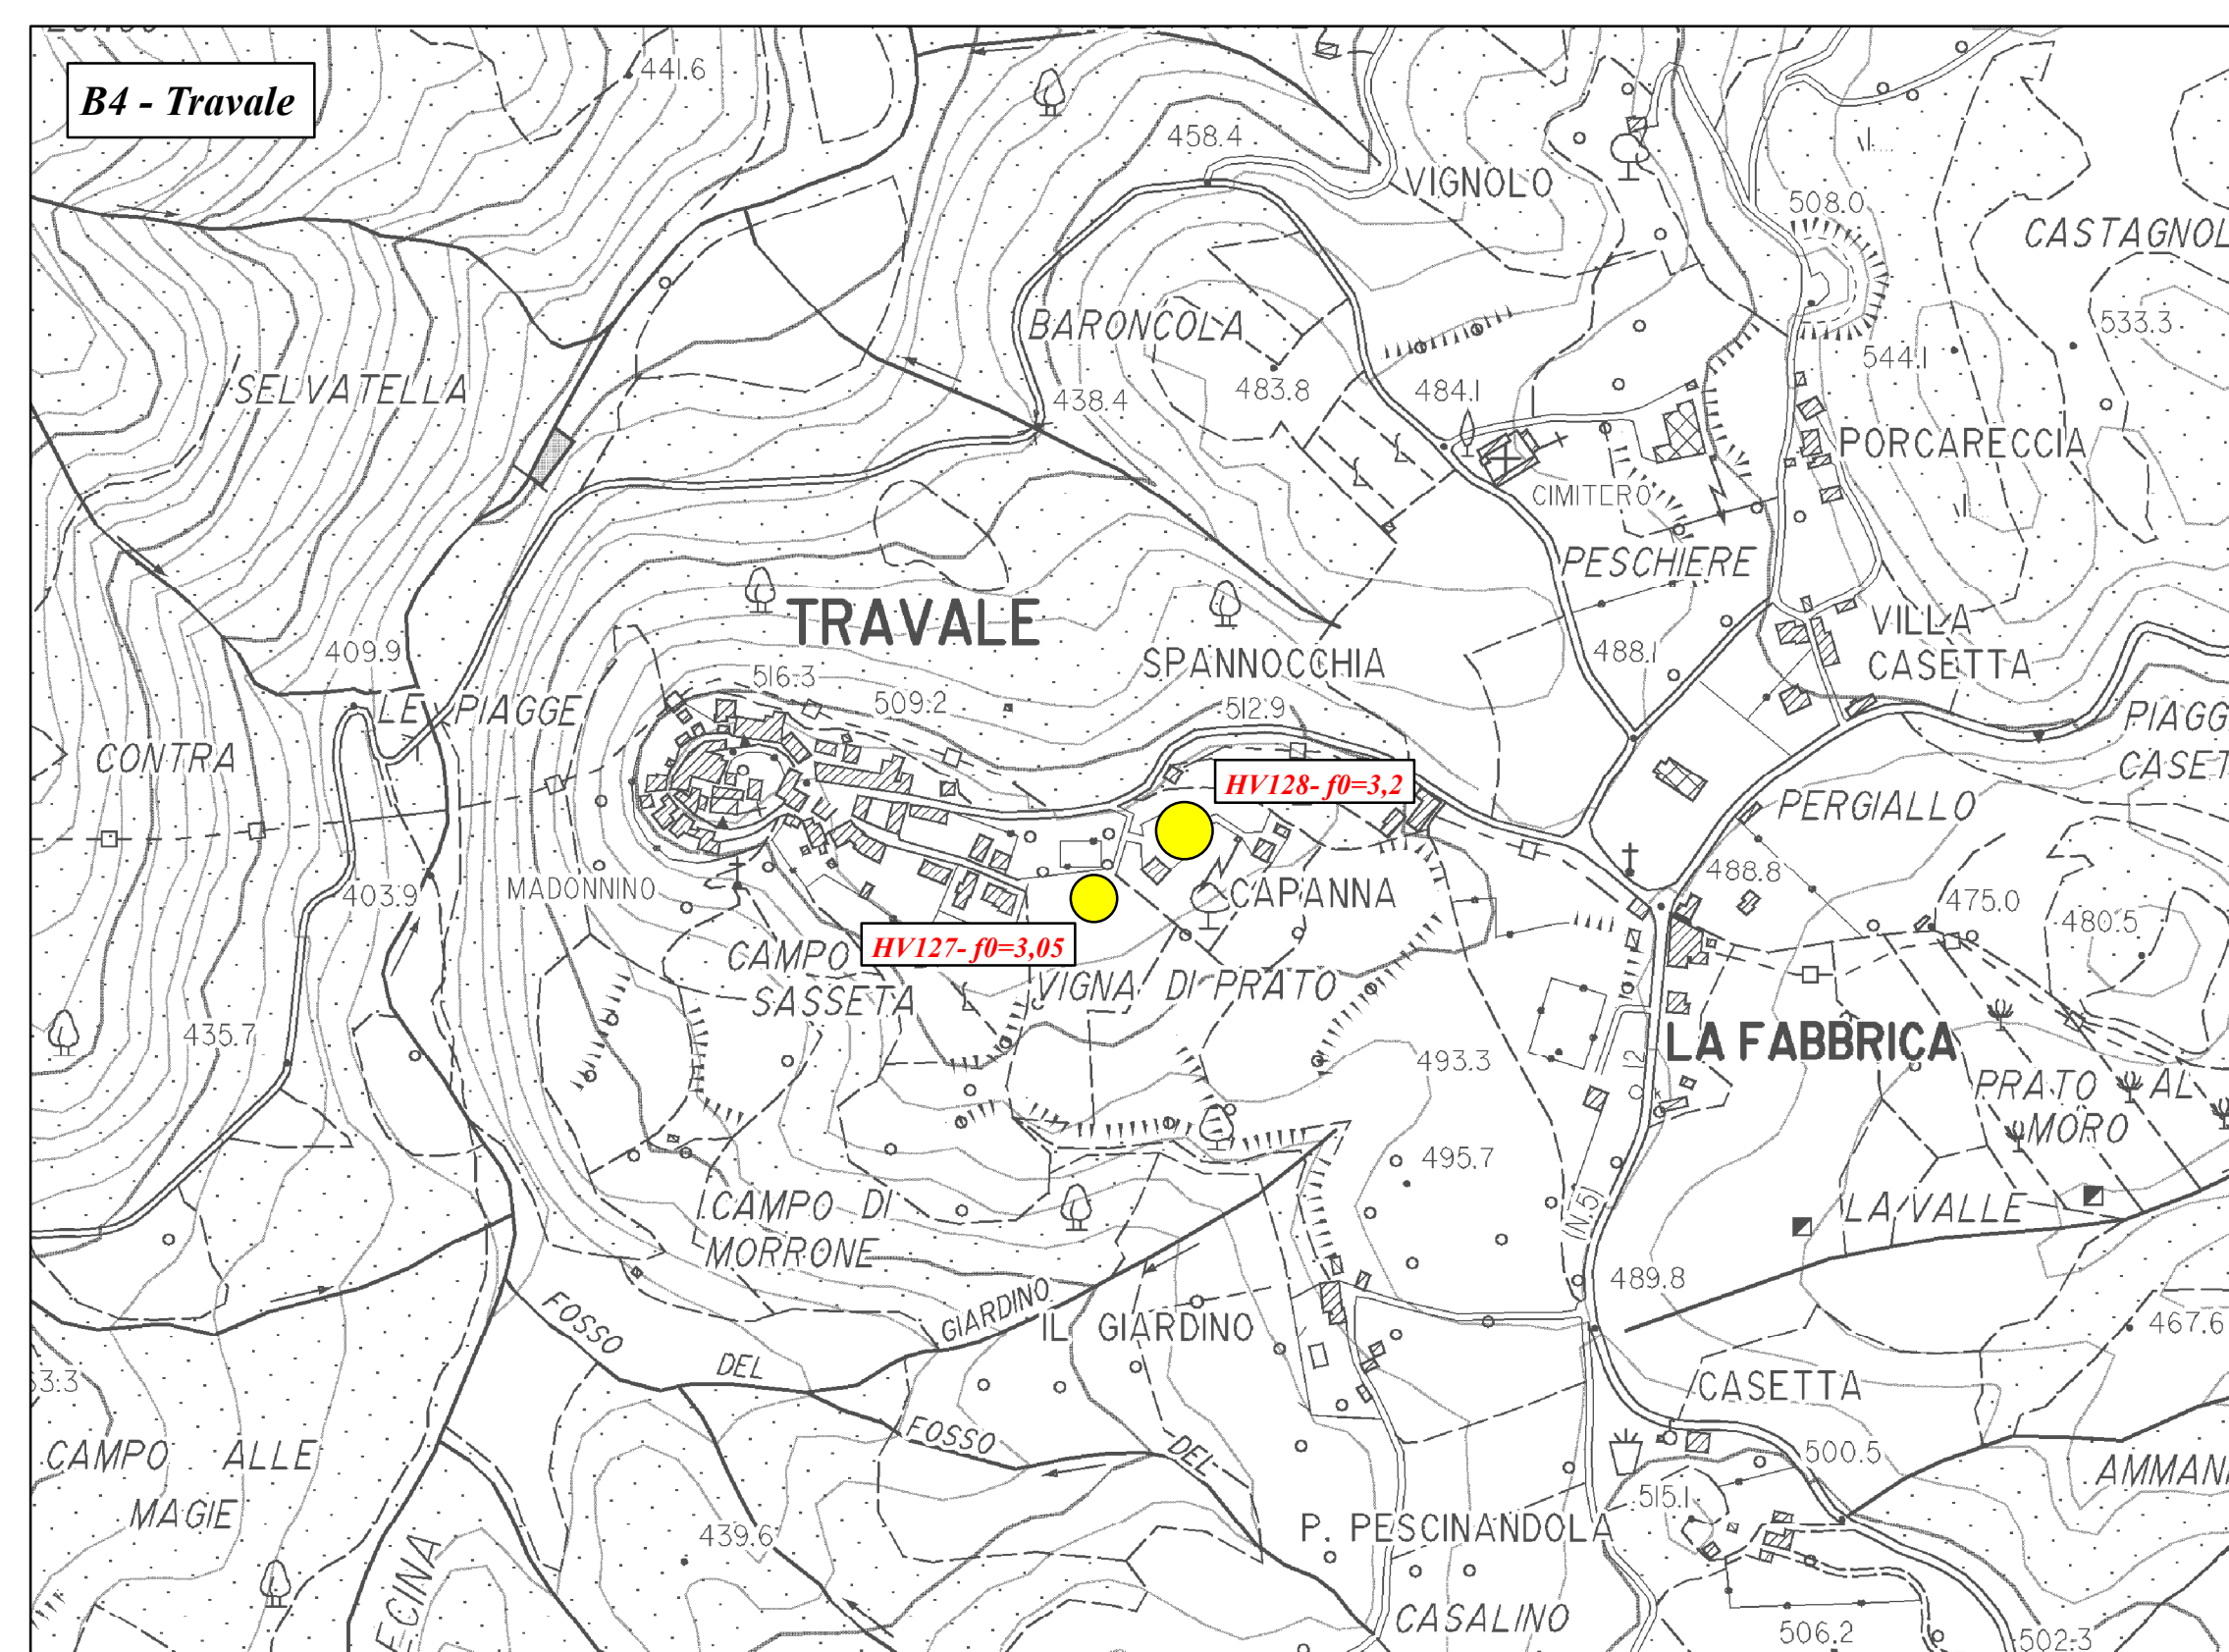 B4 - Travale
441.6
458.4
VIGNOLO
508.0
CASTAGNOL
BARONCOLA
533.3
544.1
SELVATELLA
438.4
483.8
484.1
PORCARECCIA
CIMITERO
PESCHIERE
TRAVALE
VILLA
CASETTA
409.9
SPANNOCCHIA
488.1
516.3
509.2
512.9
LE PIAGGE
PIAGG
CASET
CONTRA
HV128- f0=3,2
PERGIALLO
MADONNINO
403.9
CAPANNA
488.8
475.0
480.5
HV127- f0=3,05
CAMPO
SASSETA
VIGNA DI PRATO
435.7
LA FABBRICA
493.3
PRATO AL
MORO
495.7
CAMPO DI
MORRONE
LA VALLE
(N.5)
489.8
FOSSO
DEL
GIARDINO
IL GIARDINO
467.6
53.3
CASETTA
FOSSO
DEL
500.5
CAMPO ALLE
MAGIE
AMMAN
515.1
439.6
P. PESCINANDOLA
ECINA
CASALINO
506.2
502.3